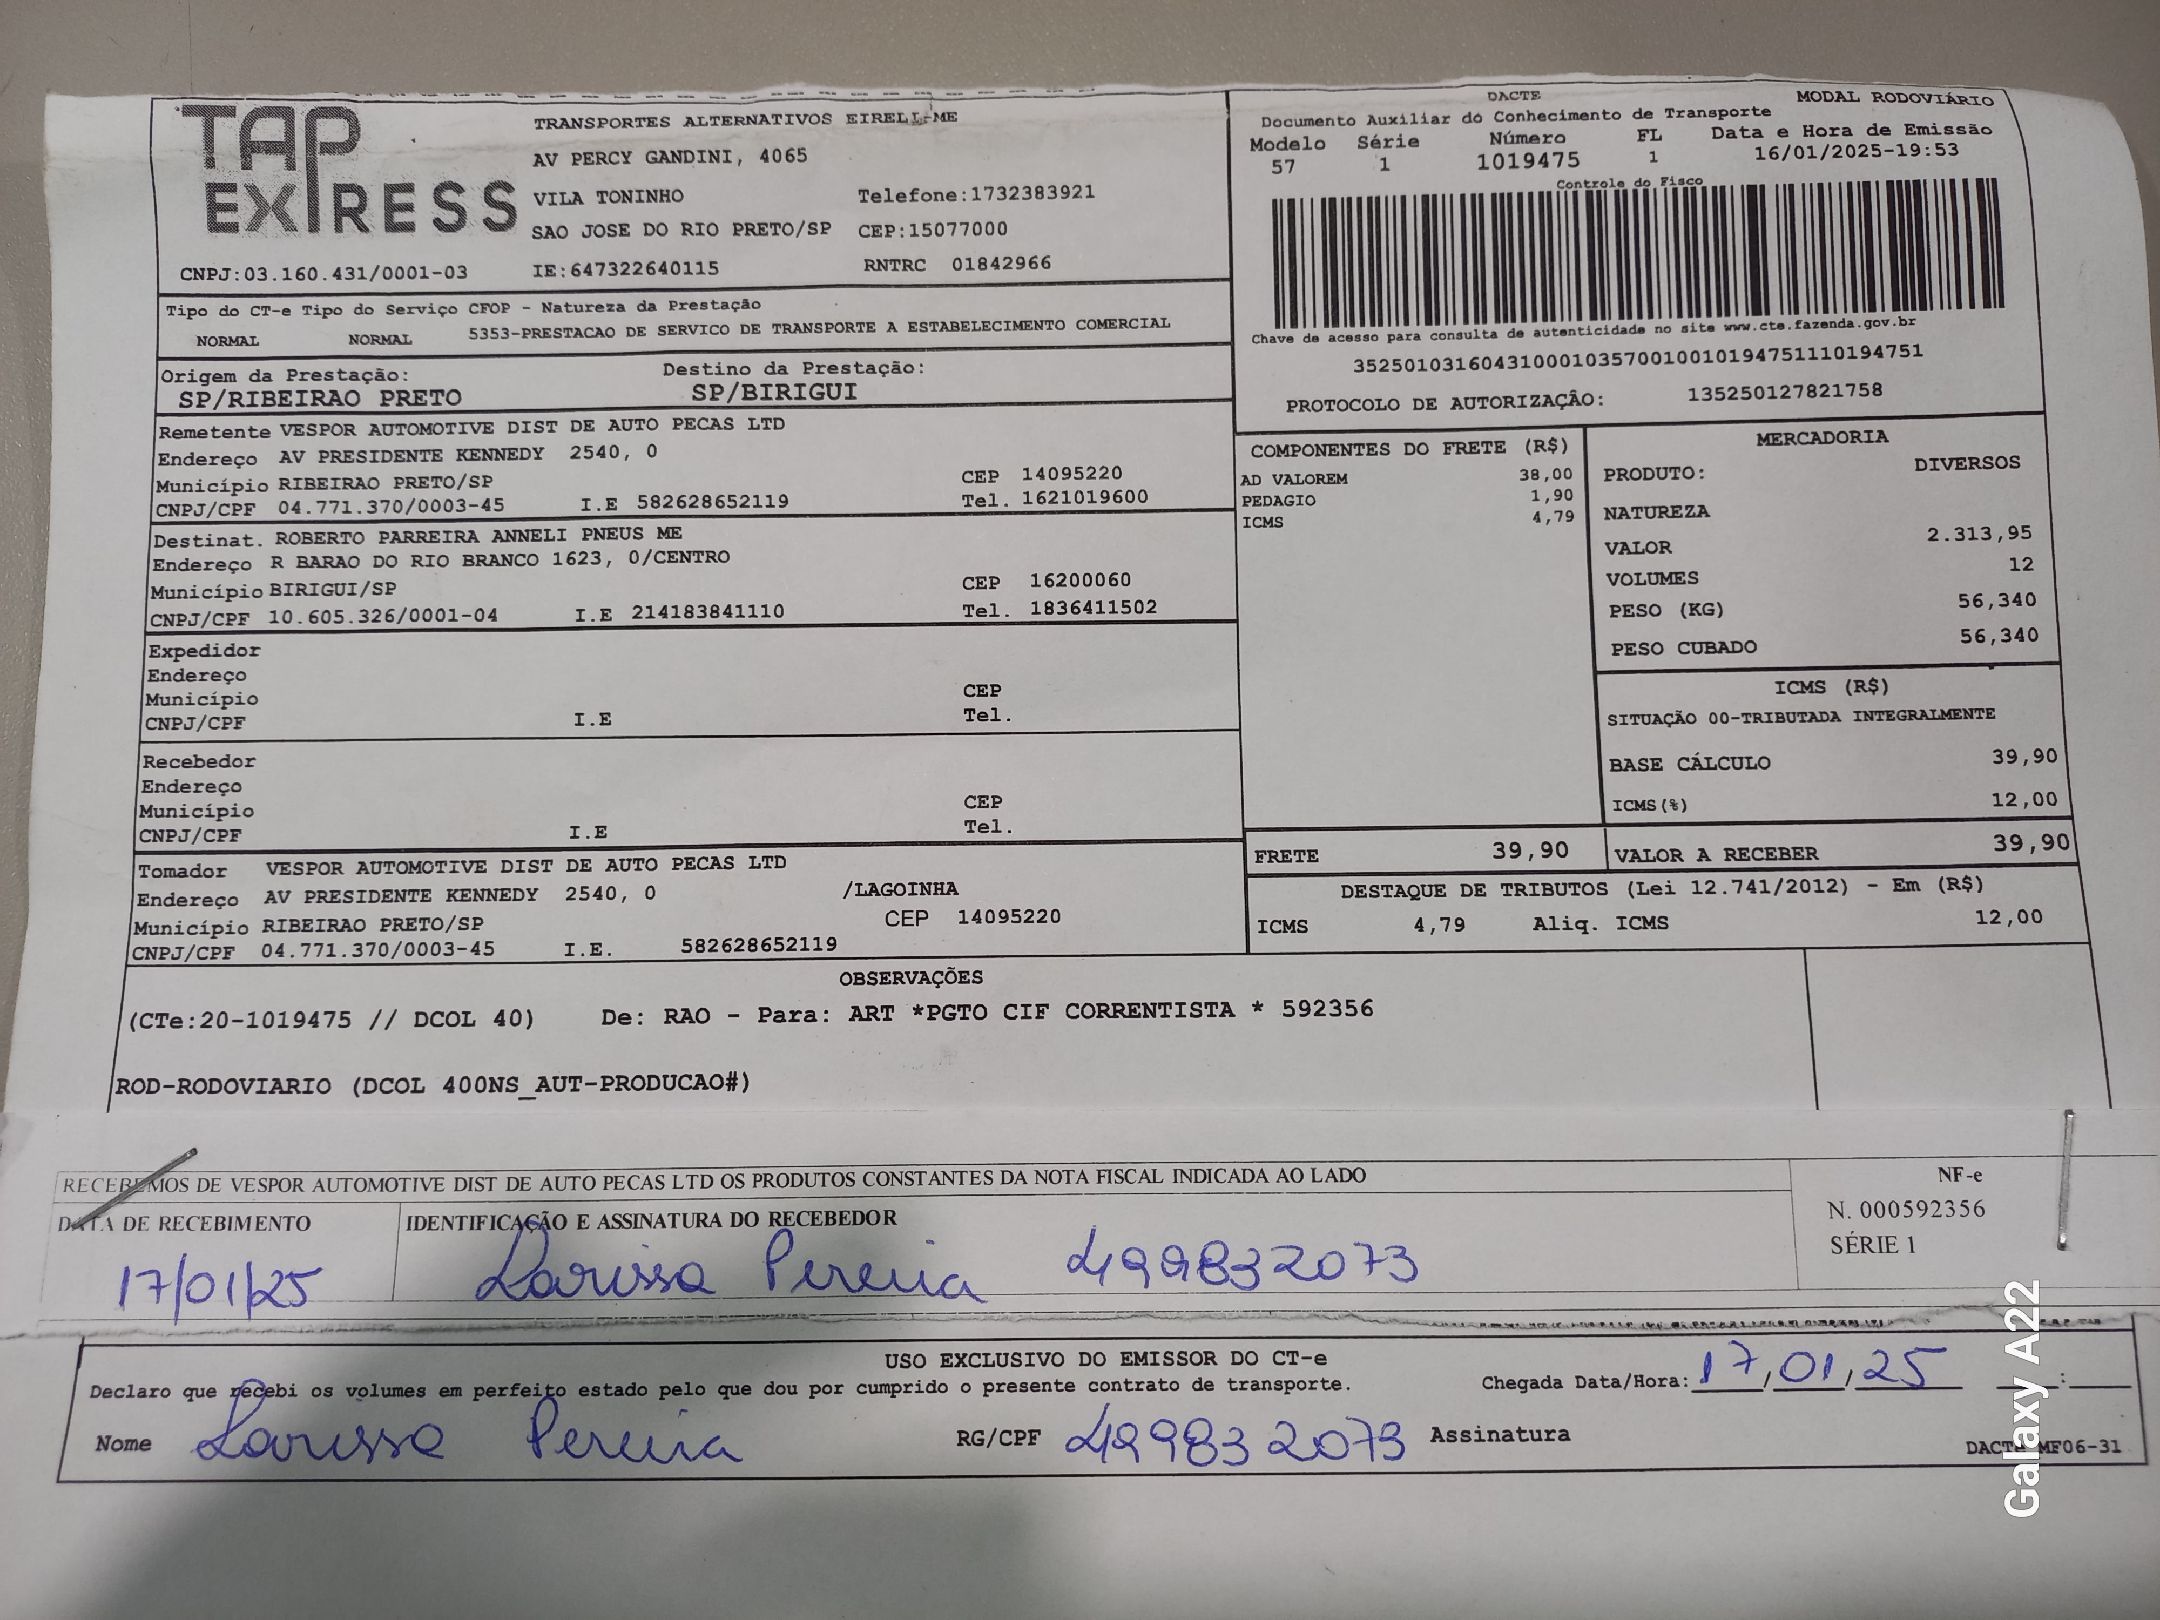 TAP
EXPRESS
TRANSPORTES ALTERNATIVOS EIRELI-ME
AV PERCY GANDINI, 4065
VILA TONINHO Telefone:1732383921
SAO JOSE DO RIO PRETO/SP CEP:15077000
CNPJ:03.160.431/0001-03 IE:647322640115 RNTRC 01842966
DACTE MODAL RODOVIÁRIO
Documento Auxiliar do Conhecimento de Transporte
Modelo Série Número FL Data e Hora de Emissão
57 1 1019475 1 16/01/2025-19:53
Controle do Fisco
Chave de acesso para consulta de autenticidade no site www.cte.fazenda.gov.br
35250103160431000103570010010194751110194751
PROTOCOLO DE AUTORIZAÇÃO: 135250127821758
Tipo do CT-e Tipo do Serviço CFOP - Natureza da Prestação
NORMAL NORMAL 5353-PRESTACAO DE SERVICO DE TRANSPORTE A ESTABELECIMENTO COMERCIAL
Origem da Prestação: Destino da Prestação:
SP/RIBEIRAO PRETO SP/BIRIGUI
Remetente VESPOR AUTOMOTIVE DIST DE AUTO PECAS LTD
Endereço AV PRESIDENTE KENNEDY 2540, 0
Município RIBEIRAO PRETO/SP CEP 14095220
CNPJ/CPF 04.771.370/0003-45 I.E 582628652119 Tel. 1621019600
Destinat. ROBERTO PARREIRA ANNELI PNEUS ME
Endereço R BARAO DO RIO BRANCO 1623, 0/CENTRO
Município BIRIGUI/SP CEP 16200060
CNPJ/CPF 10.605.326/0001-04 I.E 214183841110 Tel. 1836411502
Expedidor
Endereço
Município CEP
CNPJ/CPF I.E Tel.
Recebedor
Endereço
Município CEP
CNPJ/CPF I.E Tel.
Tomador VESPOR AUTOMOTIVE DIST DE AUTO PECAS LTD
Endereço AV PRESIDENTE KENNEDY 2540, 0 /LAGOINHA
Município RIBEIRAO PRETO/SP CEP 14095220
CNPJ/CPF 04.771.370/0003-45 I.E. 582628652119
COMPONENTES DO FRETE (R$)
AD VALOREM 38,00
PEDAGIO 1,90
ICMS 4,79
MERCADORIA
PRODUTO: DIVERSOS
NATUREZA
VALOR 2.313,95
VOLUMES 12
PESO (KG) 56,340
PESO CUBADO 56,340
ICMS (R$)
SITUAÇÃO 00-TRIBUTADA INTEGRALMENTE
BASE CÁLCULO 39,90
ICMS(%) 12,00
FRETE 39,90 VALOR A RECEBER 39,90
DESTAQUE DE TRIBUTOS (Lei 12.741/2012) - Em (R$)
ICMS 4,79 Aliq. ICMS 12,00
OBSERVAÇÕES
(CTe:20-1019475 // DCOL 40) De: RAO - Para: ART *PGTO CIF CORRENTISTA * 592356
ROD-RODOVIARIO (DCOL 400NS_AUT-PRODUCAO#)
RECEBEMOS DE VESPOR AUTOMOTIVE DIST DE AUTO PECAS LTD OS PRODUTOS CONSTANTES DA NOTA FISCAL INDICADA AO LADO
DATA DE RECEBIMENTO IDENTIFICAÇÃO E ASSINATURA DO RECEBEDOR
17/01/25 Larissa Pereira 499832073
NF-e
N. 000592356
SÉRIE 1
USO EXCLUSIVO DO EMISSOR DO CT-e
Declaro que recebi os volumes em perfeito estado pelo que dou por cumprido o presente contrato de transporte. Chegada Data/Hora: 17/01/25 :
Nome Larissa Pereira RG/CPF 499832073 Assinatura
DACTE MF06-31
Galaxy A22